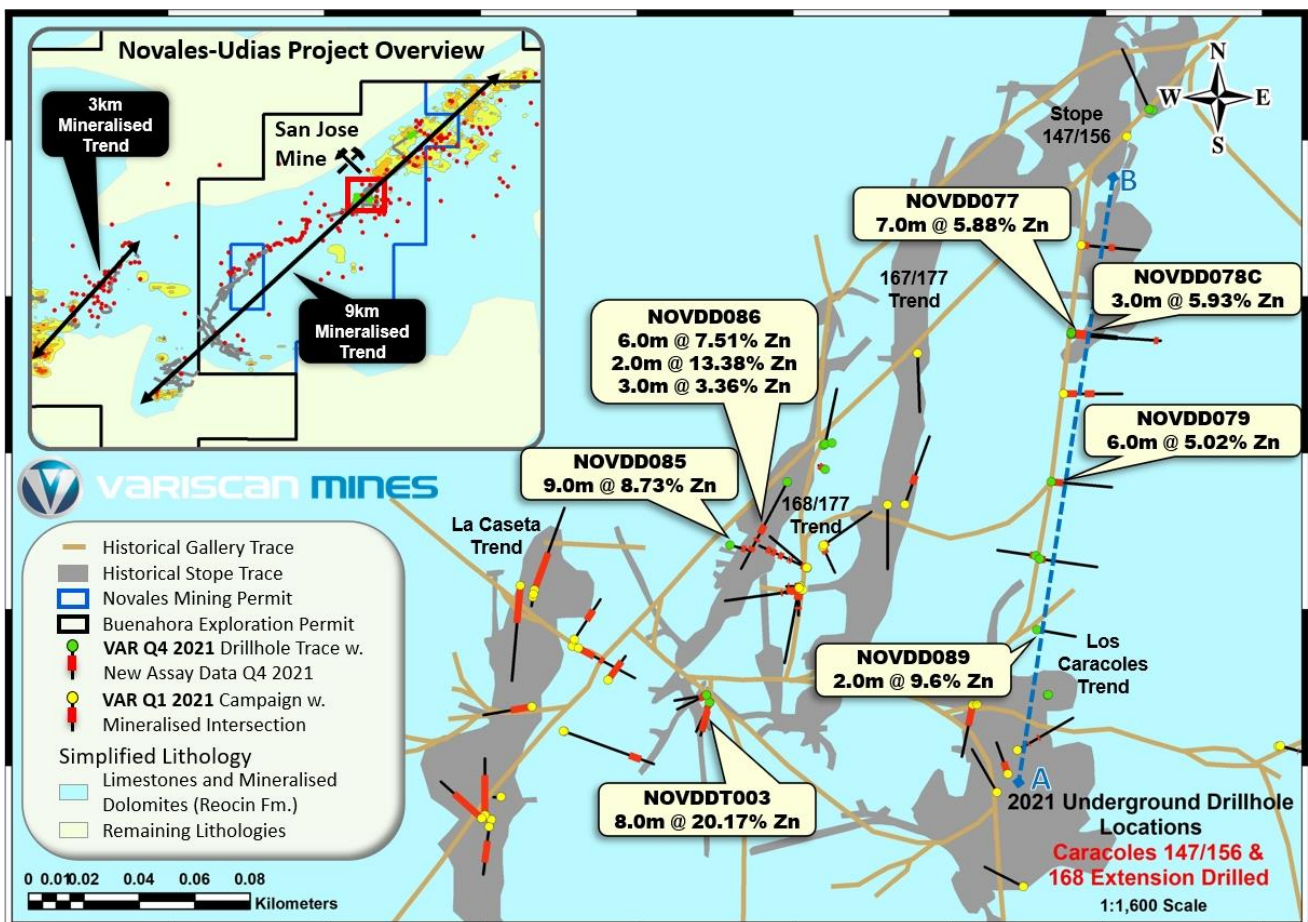 Novales-Udias Project Overview
3km
Mineralised
Trend
San Jose
Mine
9km
Mineralised
Trend
N
W
E
S
Stope
147/156
B
NOVDD077
7.0m @ 5.88% Zn
167/177
Trend
NOVDD078C
3.0m @ 5.93% Zn
NOVDD086
6.0m @ 7.51% Zn
2.0m @ 13.38% Zn
3.0m @ 3.36% Zn
NOVDD079
6.0m @ 5.02% Zn
NOVDD085
9.0m @ 8.73% Zn
V
VARISCAN MINES
168/177
Trend
La Caseta
Trend
Historical Gallery Trace
Historical Stope Trace
Novales Mining Permit
Buenahora Exploration Permit
VAR Q4 2021 Drillhole Trace w.
New Assay Data Q4 2021
VAR Q1 2021 Campaign w.
Mineralised Intersection
Simplified Lithology
Limestones and Mineralised
Dolomites (Reocin Fm.)
Remaining Lithologies
NOVDD089
2.0m @ 9.6% Zn
Los
Caracoles
Trend
A
NOVDDT003
8.0m @ 20.17% Zn
2021 Underground Drillhole
Locations
Caracoles 147/156 &
168 Extension Drilled
1:1,600 Scale
0 0.01 0.02 0.04 0.06 0.08
Kilometers